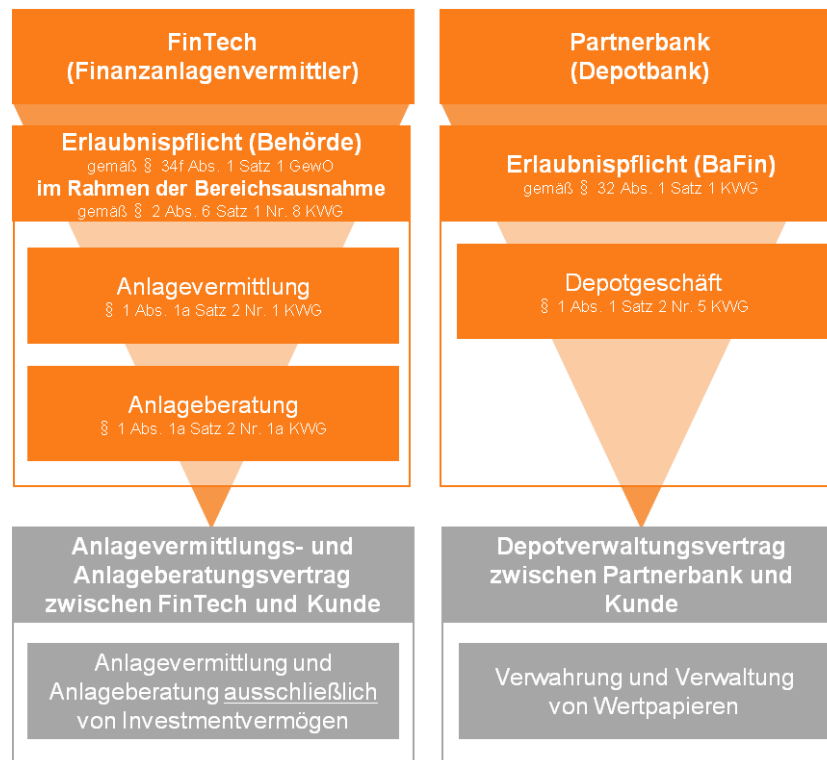 FinTech
(Finanzanlagenvermittler)
Erlaubnispflicht (Behörde)
gemäß § 34f Abs. 1 Satz 1 GewO
im Rahmen der Bereichsausnahme
gemäß § 2 Abs. 6 Satz 1 Nr. 8 KWG
Anlagevermittlung
§ 1 Abs. 1a Satz 2 Nr. 1 KWG
Anlageberatung
§ 1 Abs. 1a Satz 2 Nr. 1a KWG
Anlagevermittlungs- und
Anlageberatungsvertrag
zwischen FinTech und Kunde
Anlagevermittlung und
Anlageberatung ausschließlich
von Investmentvermögen
Partnerbank
(Depotbank)
Erlaubnispflicht (BaFin)
gemäß § 32 Abs. 1 Satz 1 KWG
Depotgeschäft
§ 1 Abs. 1 Satz 2 Nr. 5 KWG
Depotverwaltungsvertrag
zwischen Partnerbank und
Kunde
Verwahrung und Verwaltung
von Wertpapieren